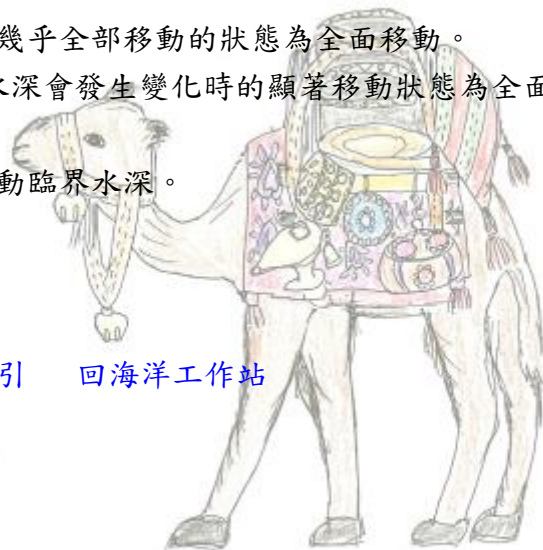 幾乎全部移動的狀態為全面移動。
水深會發生變化時的顯著移動狀態為全面
動臨界水深。
引 回海洋工作站